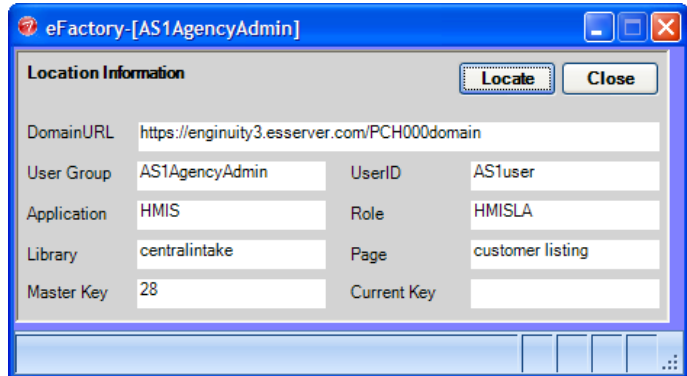 eFactory-[AS1AgencyAdmin]
Location Information Locate Close
DomainURL https://enginuity3.esserver.com/PCH000domain
User Group AS1AgencyAdmin UserID AS1user
Application HMIS Role HMISLA
Library centralintake Page customer listing
Master Key 28 Current Key